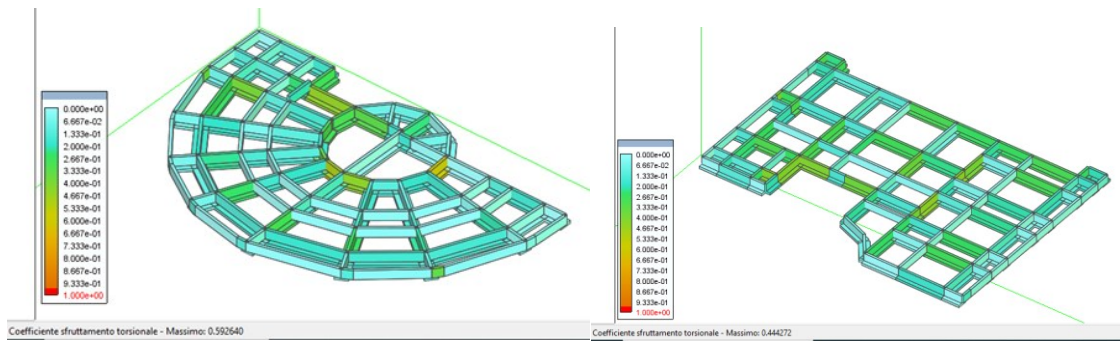 0.000e+00
6.667e-02
1.333e-01
2.000e-01
2.667e-01
3.333e-01
4.000e-01
4.667e-01
5.333e-01
6.000e-01
6.667e-01
7.333e-01
8.000e-01
8.667e-01
9.333e-01
1.000e+00
Coefficiente sfruttamento torsionale - Massimo: 0.592640
0.000e+00
6.667e-02
1.333e-01
2.000e-01
2.667e-01
3.333e-01
4.000e-01
4.667e-01
5.333e-01
6.000e-01
6.667e-01
7.333e-01
8.000e-01
8.667e-01
9.333e-01
1.000e+00
Coefficiente sfruttamento torsionale - Massimo: 0.444272